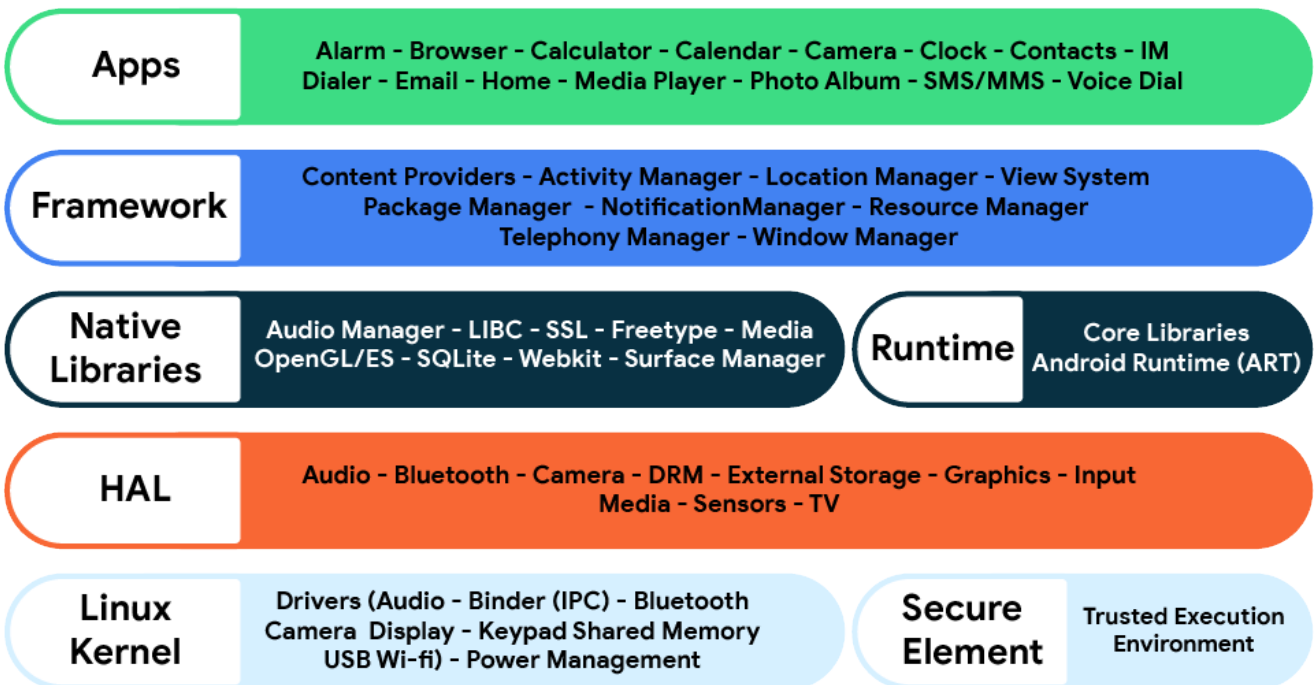 Apps
Alarm - Browser - Calculator - Calendar - Camera - Clock - Contacts - IM
Dialer - Email - Home - Media Player - Photo Album - SMS/MMS - Voice Dial
Framework
Content Providers - Activity Manager - Location Manager - View System
Package Manager - NotificationManager - Resource Manager
Telephony Manager - Window Manager
Native
Libraries
Audio Manager - LIBC - SSL - Freetype - Media
OpenGL/ES - SQLite - Webkit - Surface Manager
Runtime
Core Libraries
Android Runtime (ART)
HAL
Audio - Bluetooth - Camera - DRM - External Storage - Graphics - Input
Media - Sensors - TV
Linux
Kernel
Drivers (Audio - Binder (IPC) - Bluetooth
Camera Display - Keypad Shared Memory
USB Wi-fi) - Power Management
Secure
Element
Trusted Execution
Environment